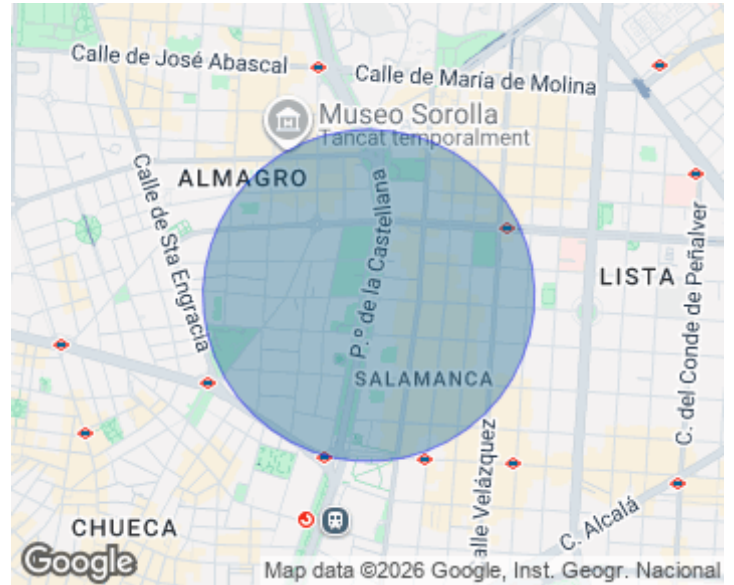 Calle de José Abascal
Calle de María de Molina
Museo Sorolla
Tancat temporalment
ALMAGRO
Calle de Sta Engracia
P.º de la Castellana
LISTA
C. del Conde de Peñalver
SALAMANCA
alle Velázquez
C. Alcalá
CHUECA
Google
Map data ©2026 Google, Inst. Geogr. Nacional